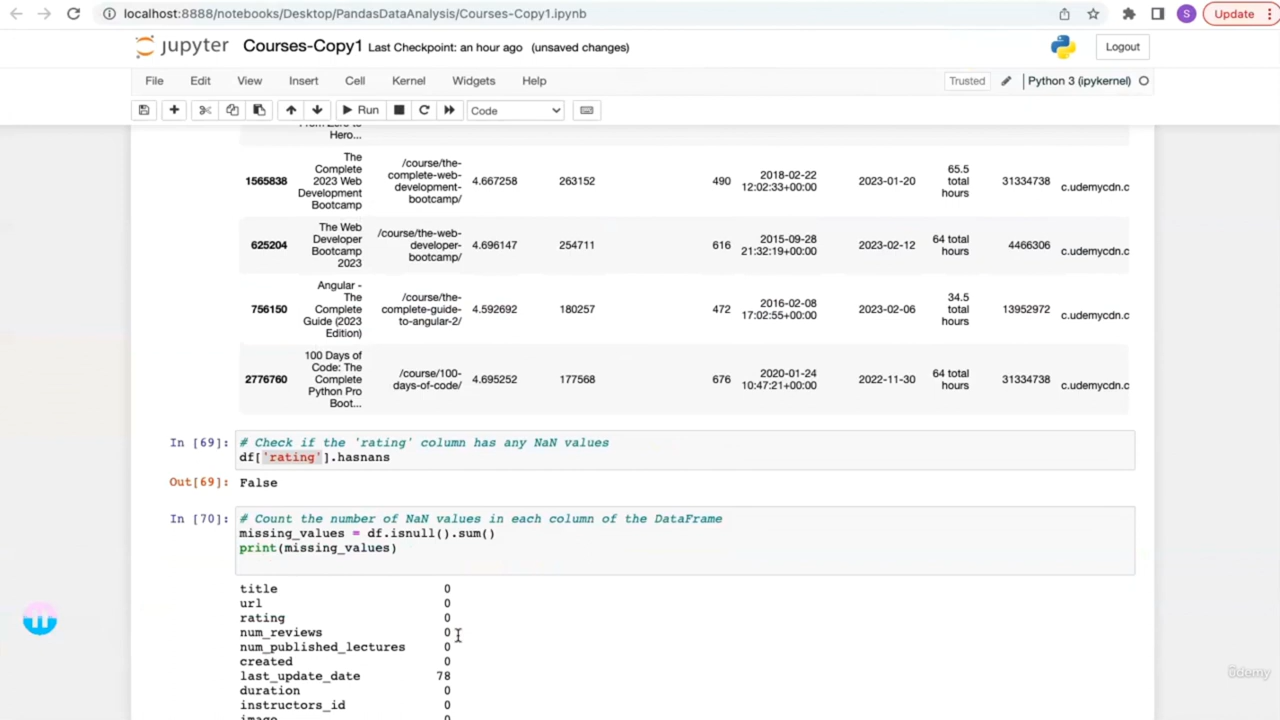 localhost:8888/notebooks/Desktop/PandasDataAnalysis/Courses-Copy1.ipynb
S
Update
jupyter Courses-Copy1 Last Checkpoint: an hour ago (unsaved changes)
Logout
File Edit View Insert Cell Kernel Widgets Help
Trusted
Python 3 (ipykernel)
Run
Code
From Zero to
Hero...
1565838
The
Complete
2023 Web
Development
Bootcamp
/course/the-
complete-web-
development-
bootcamp/
4.667258
263152
490
2018-02-22
12:02:33+00:00
2023-01-20
65.5
total
hours
31334738
c.udemycdn.c
625204
The Web
Developer
Bootcamp
2023
/course/the-web-
developer-
bootcamp/
4.696147
254711
616
2015-09-28
21:32:19+00:00
2023-02-12
64 total
hours
4466306
c.udemycdn.c
756150
Angular -
The
Complete
Guide (2023
Edition)
/course/the-
complete-guide-
to-angular-2/
4.592692
180257
472
2016-02-08
17:02:55+00:00
2023-02-06
34.5
total
hours
13952972
c.udemycdn.c
2776760
100 Days of
Code: The
Complete
Python Pro
Boot...
/course/100-
days-of-code/
4.695252
177568
676
2020-01-24
10:47:21+00:00
2022-11-30
64 total
hours
31334738
c.udemycdn.c
In [69]:
# Check if the 'rating' column has any NaN values
df['rating'].hasnans
Out[69]: False
In [70]:
# Count the number of NaN values in each column of the DataFrame
missing_values = df.isnull().sum()
print(missing_values)
title 0
url 0
rating 0
num_reviews 0
num_published_lectures 0
created 0
last_update_date 78
duration 0
instructors_id 0
image 0
ûdemy